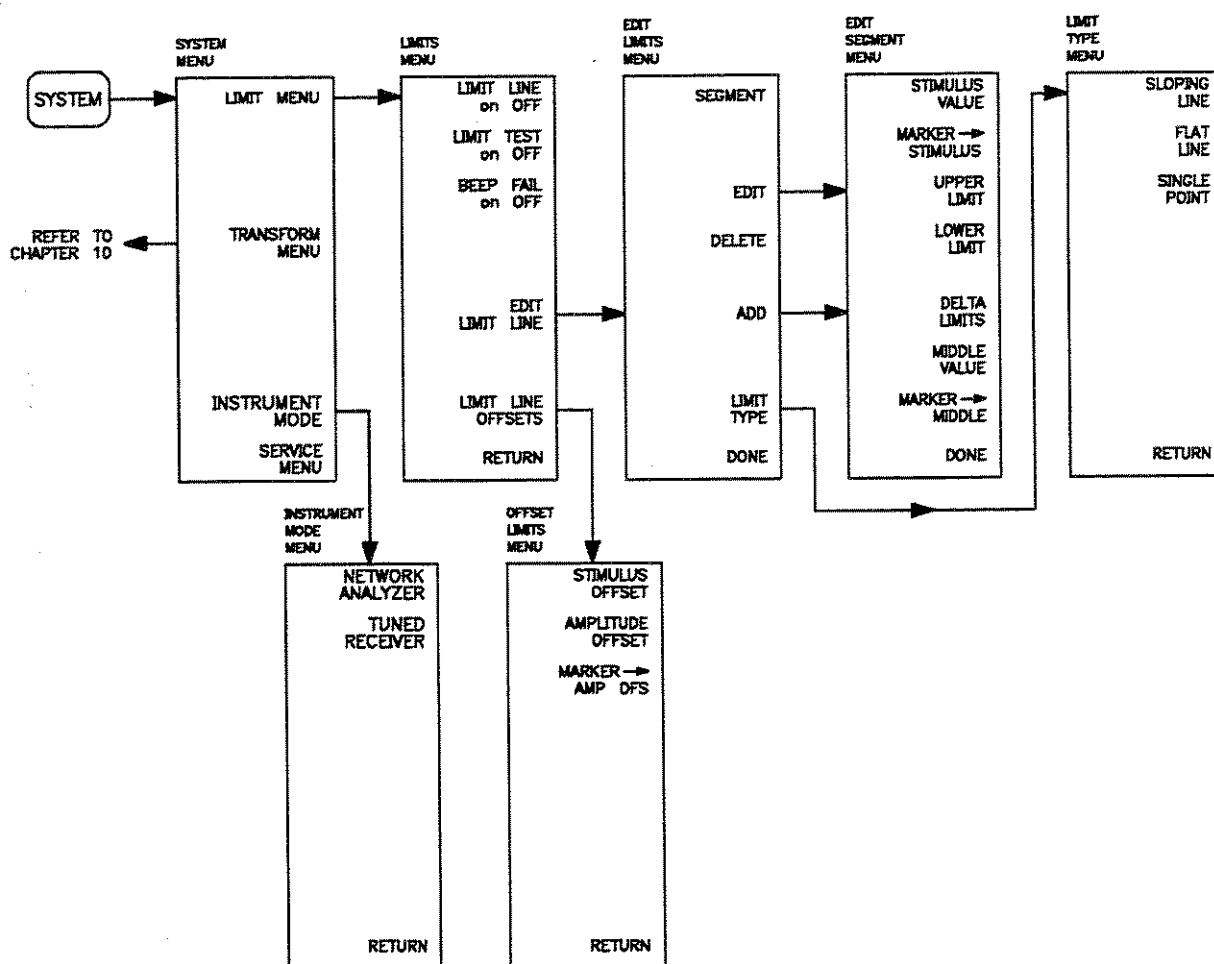 SYSTEM
SYSTEM
MENU
LIMIT MENU
TRANSFORM
MENU
INSTRUMENT
MODE
SERVICE
MENU
REFER TO
CHAPTER 10
LIMITS
MENU
LIMIT LINE
on OFF
LIMIT TEST
on OFF
BEEP FAIL
on OFF
EDIT
LIMIT LINE
LIMIT LINE
OFFSETS
RETURN
EDIT
LIMITS
MENU
SEGMENT
EDIT
DELETE
ADD
LIMIT
TYPE
DONE
EDIT
SEGMENT
MENU
STIMULUS
VALUE
MARKER →
STIMULUS
UPPER
LIMIT
LOWER
LIMIT
DELTA
LIMITS
MIDDLE
VALUE
MARKER →
MIDDLE
DONE
LIMIT
TYPE
MENU
SLOPING
LINE
FLAT
LINE
SINGLE
POINT
RETURN
INSTRUMENT
MODE
MENU
NETWORK
ANALYZER
TUNED
RECEIVER
RETURN
OFFSET
LIMITS
MENU
STIMULUS
OFFSET
AMPLITUDE
OFFSET
MARKER →
AMP OFS
RETURN